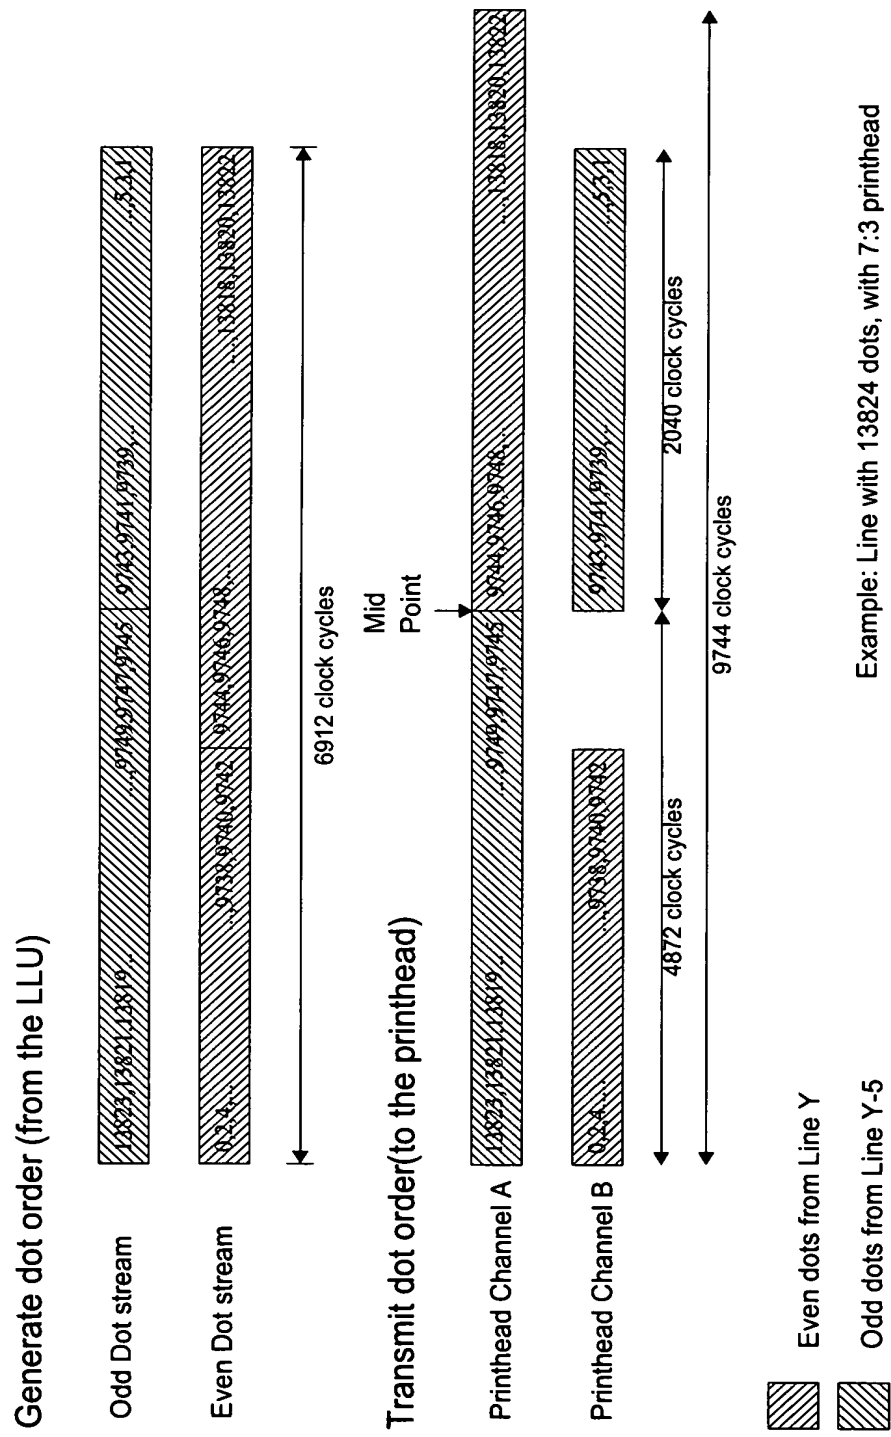 Generate dot order (from the LLU)
Odd Dot stream
13823,13821,13819,...
...,9749,9747,9745
9743,9741,9739,...
...,5,3,1
Even Dot stream
0,2,4,...
...,9738,9740,9742
9744,9746,9748,...
.....13818,13820,13822
6912 clock cycles
Transmit dot order(to the printhead)
Mid
Point
Printhead Channel A
13823,13821,13819,..
...,9749,9747,9745
9744,9746,9748,...
.....13818,13820,13822
Printhead Channel B
0,2,4,....
...,9738,9740,9742
9743,9741,9739,...
...,5,3,1
4872 clock cycles
2040 clock cycles
9744 clock cycles
Even dots from Line Y
Odd dots from Line Y-5
Example: Line with 13824 dots, with 7:3 printhead